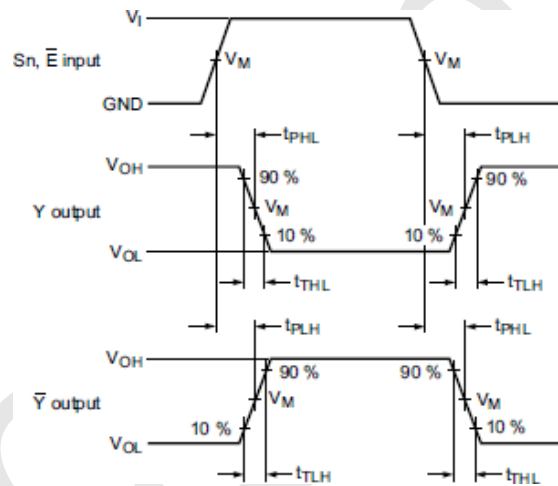 VI
Sn, E̅ input
VM
VM
GND
tPHL
tPLH
VOH
90 %
90 %
Y output
VM
VM
10 %
10 %
VOL
tTHL
tTLH
tPLH
tPHL
VOH
90 %
90 %
Y̅ output
VM
VM
10 %
10 %
VOL
tTLH
tTHL